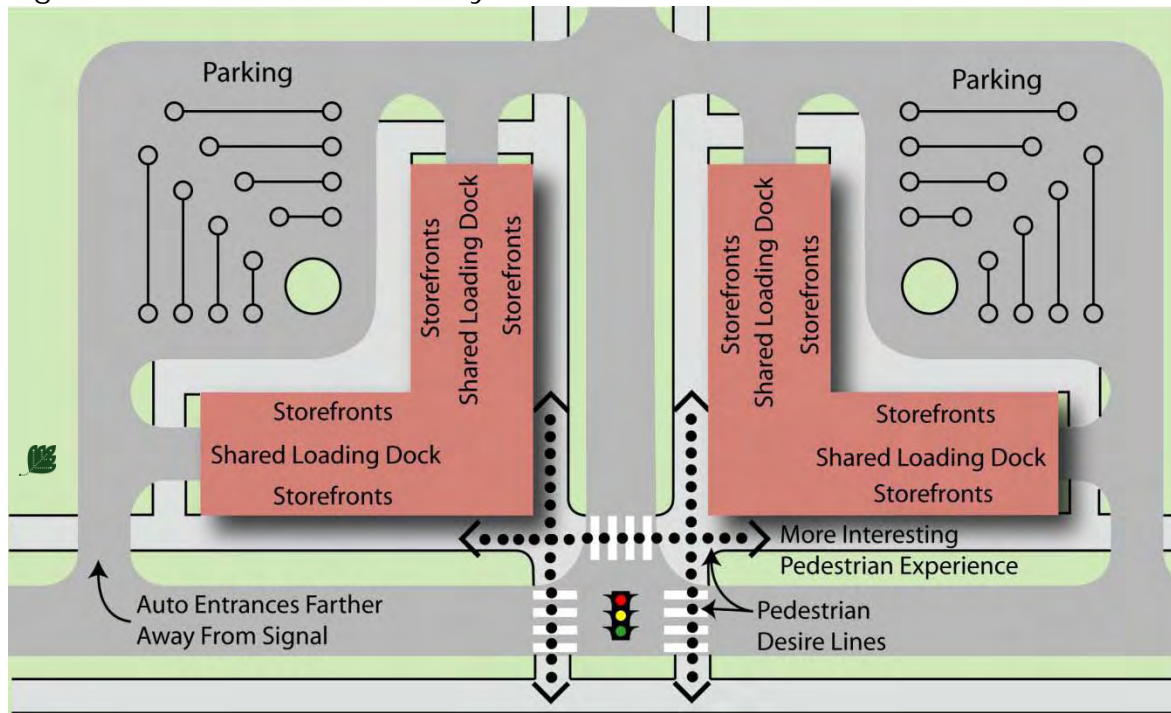 Parking
Parking
Storefronts
Shared Loading Dock
Storefronts
Storefronts
Shared Loading Dock
Storefronts
Storefronts
Shared Loading Dock
Storefronts
Storefronts
Shared Loading Dock
Storefronts
More Interesting
Pedestrian Experience
Auto Entrances Farther
Away From Signal
Pedestrian
Desire Lines